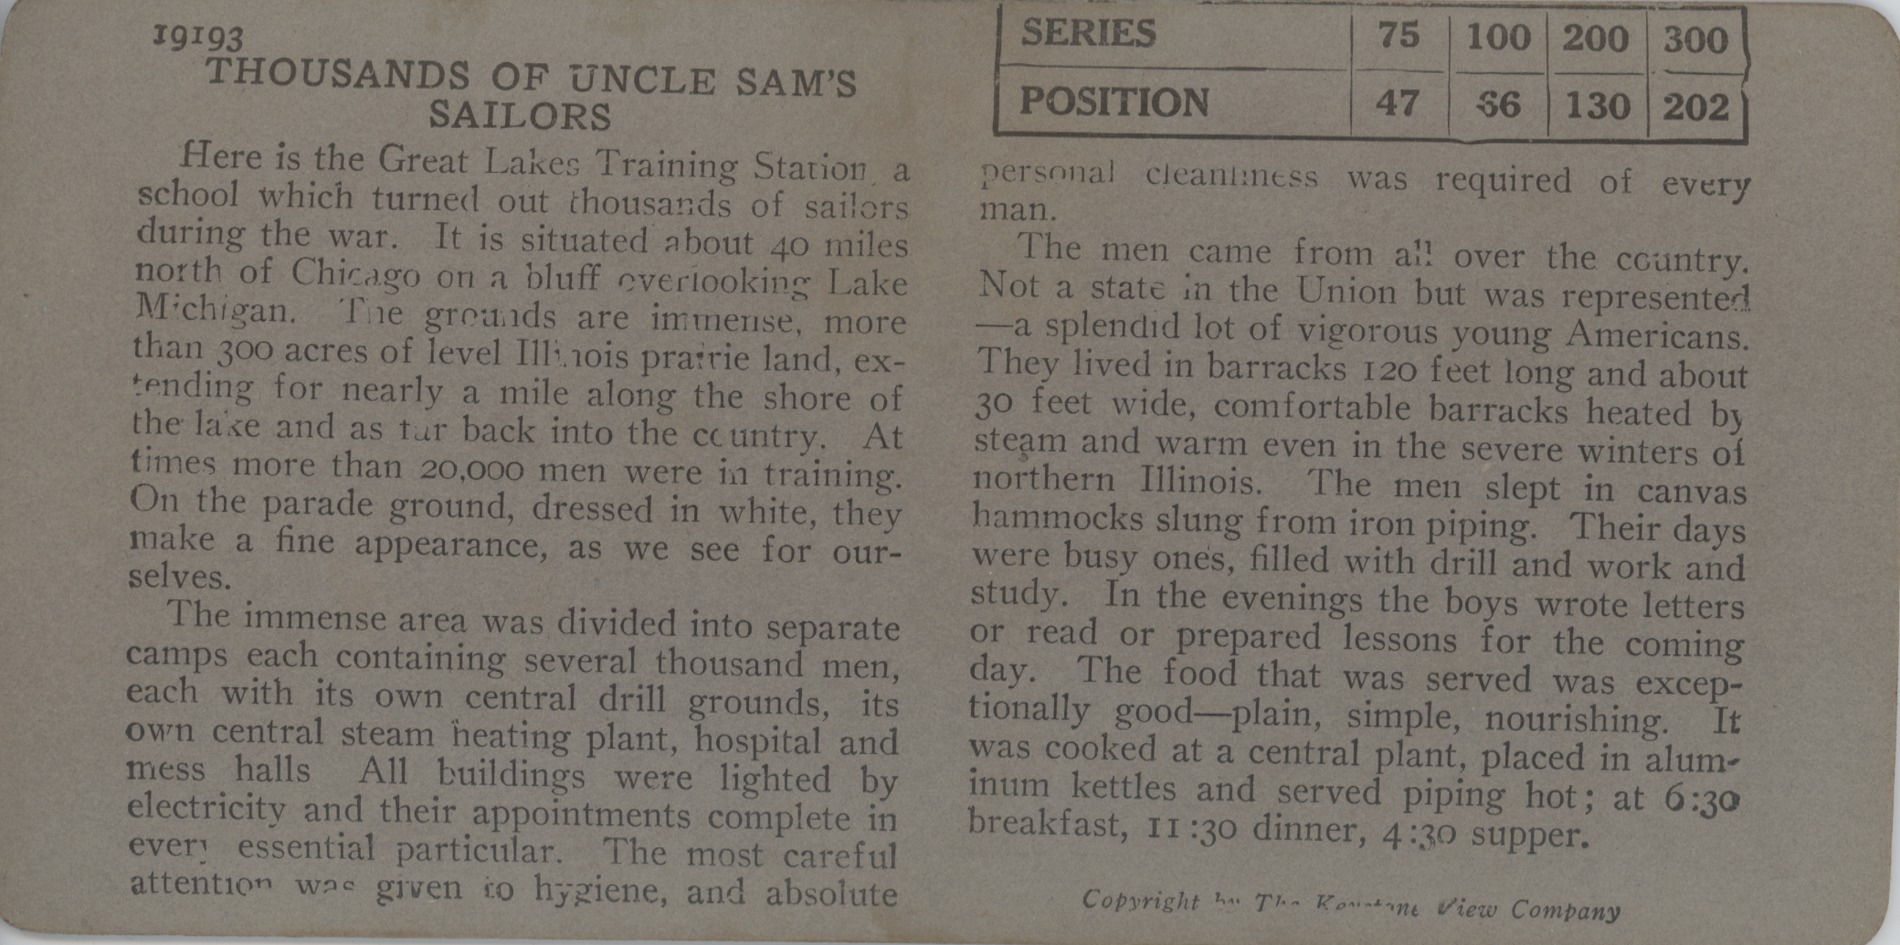 19193
THOUSANDS OF UNCLE SAM'S
SAILORS
Here is the Great Lakes Training Station, a
school which turned out thousands of sailors
during the war. It is situated about 40 miles
north of Chicago on a bluff overlooking Lake
Michigan. The grounds are immense, more
than 300 acres of level Illinois prairie land, ex-
tending for nearly a mile along the shore of
the lake and as far back into the country. At
times more than 20,000 men were in training.
On the parade ground, dressed in white, they
make a fine appearance, as we see for our-
selves.
The immense area was divided into separate
camps each containing several thousand men,
each with its own central drill grounds, its
own central steam heating plant, hospital and
mess halls All buildings were lighted by
electricity and their appointments complete in
every essential particular. The most careful
attention was given to hygiene, and absolute
SERIES 75 100 200 300
POSITION 47 66 130 202
personal cleanliness was required of every
man.
The men came from all over the country.
Not a state in the Union but was represented
—a splendid lot of vigorous young Americans.
They lived in barracks 120 feet long and about
30 feet wide, comfortable barracks heated by
steam and warm even in the severe winters of
northern Illinois. The men slept in canvas
hammocks slung from iron piping. Their days
were busy ones, filled with drill and work and
study. In the evenings the boys wrote letters
or read or prepared lessons for the coming
day. The food that was served was excep-
tionally good—plain, simple, nourishing. It
was cooked at a central plant, placed in alum-
inum kettles and served piping hot; at 6:30
breakfast, 11:30 dinner, 4:30 supper.
Copyright by The Keystone View Company